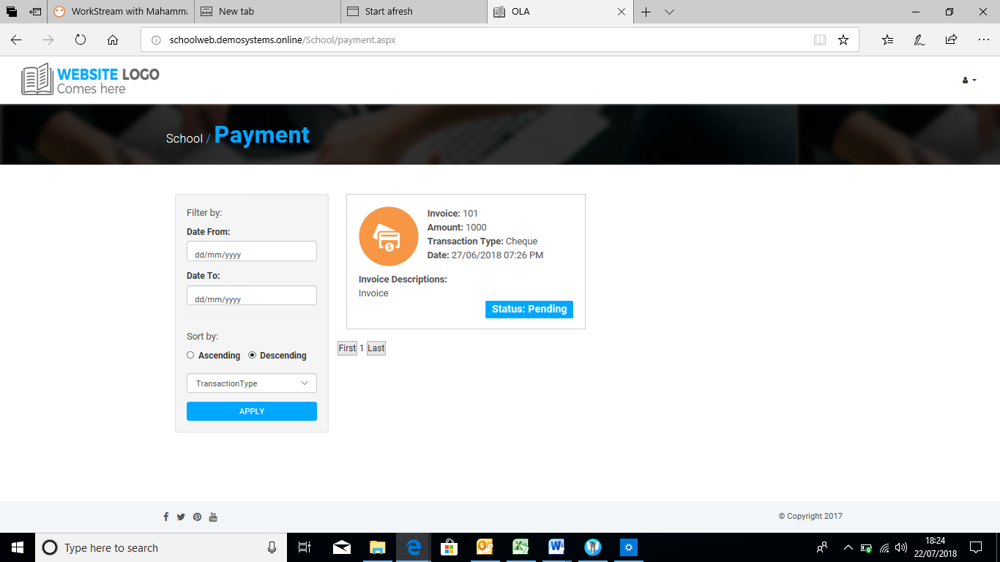 WorkStream with Mahamma
New tab
Start afresh
OLA
schoolweb.demosystems.online/School/payment.aspx
WEBSITE LOGO
Comes here
School / Payment
Filter by:
Date From:
dd/mm/yyyy
Date To:
dd/mm/yyyy
Sort by:
Ascending Descending
TransactionType
APPLY
Invoice: 101
Amount: 1000
Transaction Type: Cheque
Date: 27/06/2018 07:26 PM
Invoice Descriptions:
Invoice
Status: Pending
First 1 Last
© Copyright 2017
Type here to search
18:24
22/07/2018